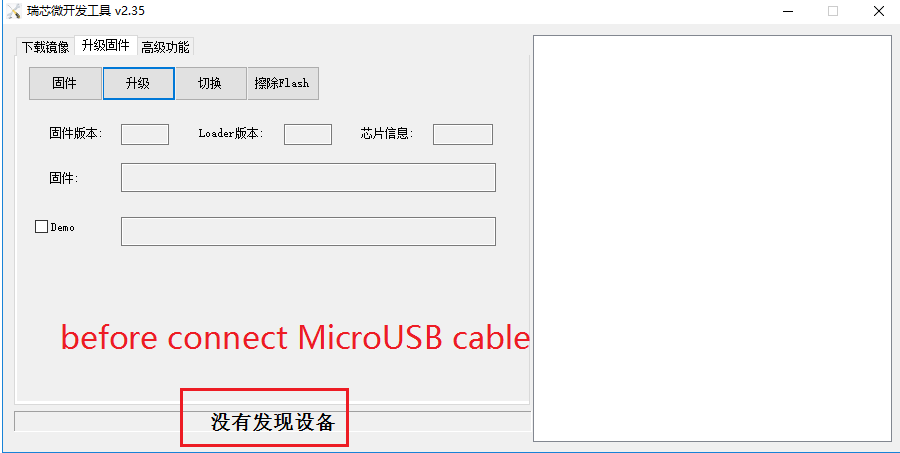 瑞芯微开发工具 v2.35
下载镜像 升级固件 高级功能
固件 升级 切换 擦除Flash
固件版本: Loader版本: 芯片信息:
固件:
Demo
before connect MicroUSB cable
没有发现设备